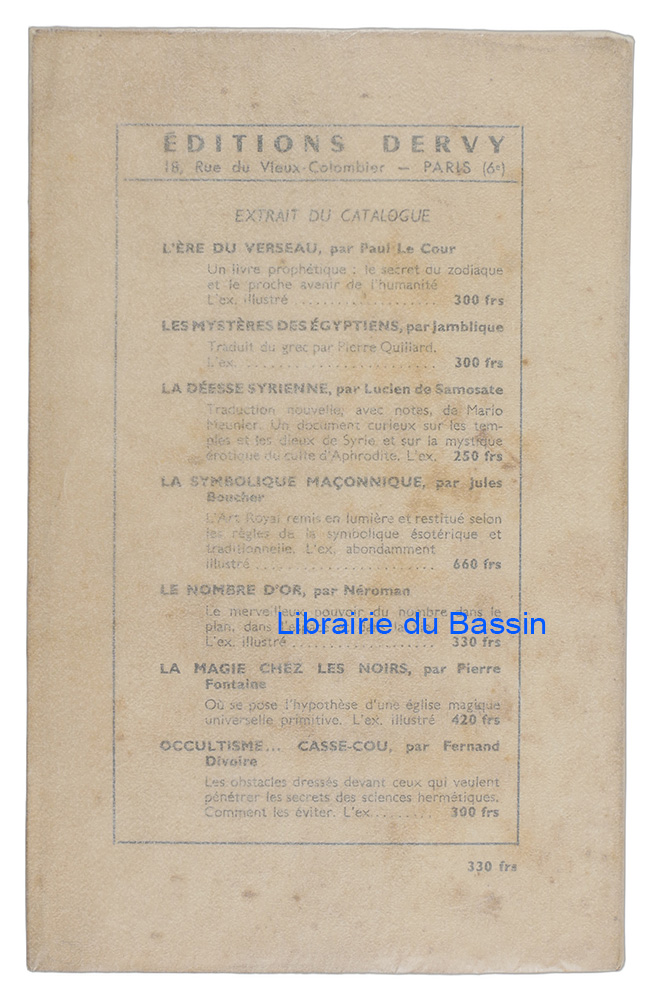 ÉDITIONS DERVY
18, Rue du Vieux-Colombier — PARIS (6e)
EXTRAIT DU CATALOGUE
L'ÈRE DU VERSEAU, par Paul Le Cour
Un livre prophétique : le secret du zodiaque
et le proche avenir de l'humanité
L'ex. illustré .................... 300 frs
LES MYSTÈRES DES ÉGYPTIENS, par Jamblique
Traduit du grec par Pierre Quillard.
L'ex. ............................ 300 frs
LA DÉESSE SYRIENNE, par Lucien de Samosate
Traduction nouvelle, avec notes, de Mario
Meunier. Un document curieux sur les tem-
ples et les dieux de Syrie et sur la mystique
érotique du culte d'Aphrodite. L'ex. 250 frs
LA SYMBOLIQUE MAÇONNIQUE, par Jules
Boucher
L'Art Royal remis en lumière et restitué selon
les règles de la symbolique ésotérique et
traditionnelle. L'ex. abondamment
illustré ......................... 660 frs
LE NOMBRE D'OR, par Néroman
Le merveilleux pouvoir du nombre dans le
plan, dans l'espace
Librairie du Bassin
L'ex. illustré .................... 330 frs
LA MAGIE CHEZ LES NOIRS, par Pierre
Fontaine
Où se pose l'hypothèse d'une église magique
universelle primitive. L'ex. illustré 420 frs
OCCULTISME... CASSE-COU, par Fernand
Divoire
Les obstacles dressés devant ceux qui veulent
pénétrer les secrets des sciences hermétiques.
Comment les éviter. L'ex. ........ 300 frs
330 frs